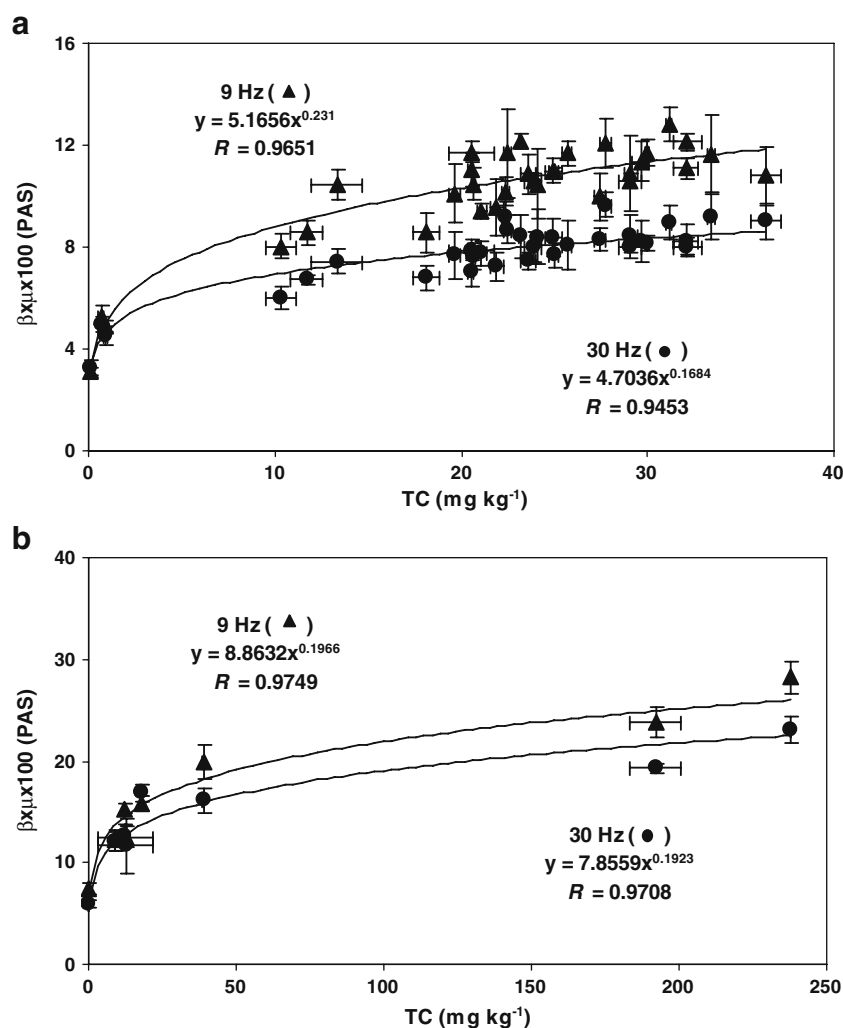 a
16
12
8
4
0
9 Hz ( ▲ )
y = 5.1656x^0.231
R = 0.9651
30 Hz ( ● )
y = 4.7036x^0.1684
R = 0.9453
βxμx100 (PAS)
0 10 20 30 40
TC (mg kg⁻¹)
b
40
30
20
10
0
9 Hz ( ▲ )
y = 8.8632x^0.1966
R = 0.9749
30 Hz ( ● )
y = 7.8559x^0.1923
R = 0.9708
βxμx100 (PAS)
0 50 100 150 200 250
TC (mg kg⁻¹)